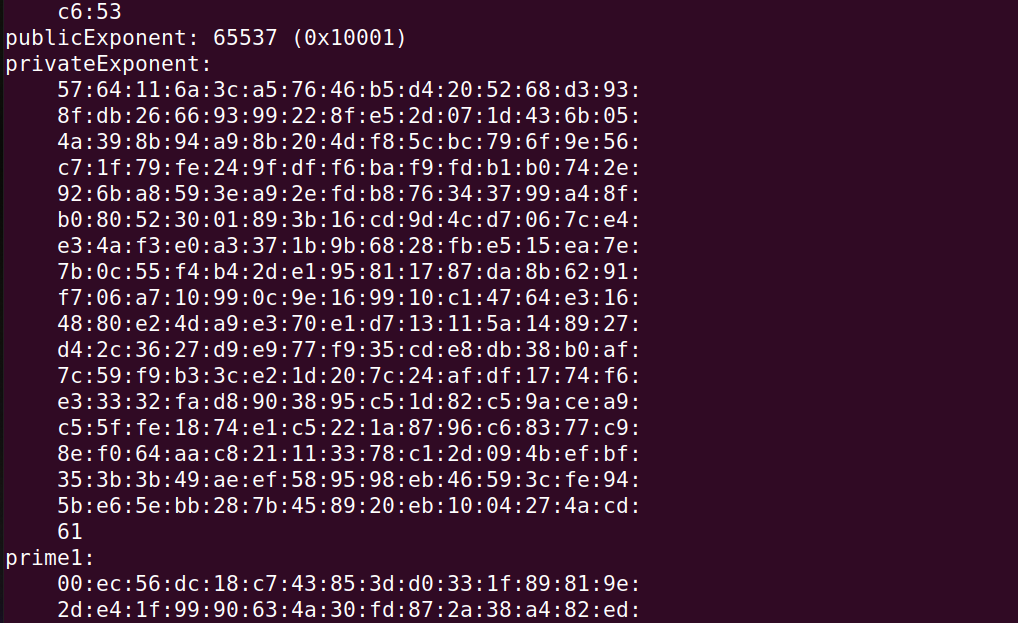 c6:53
publicExponent: 65537 (0x10001)
privateExponent:
57:64:11:6a:3c:a5:76:46:b5:d4:20:52:68:d3:93:
8f:db:26:66:93:99:22:8f:e5:2d:07:1d:43:6b:05:
4a:39:8b:94:a9:8b:20:4d:f8:5c:bc:79:6f:9e:56:
c7:1f:79:fe:24:9f:df:f6:ba:f9:fd:b1:b0:74:2e:
92:6b:a8:59:3e:a9:2e:fd:b8:76:34:37:99:a4:8f:
b0:80:52:30:01:89:3b:16:cd:9d:4c:d7:06:7c:e4:
e3:4a:f3:e0:a3:37:1b:9b:68:28:fb:e5:15:ea:7e:
7b:0c:55:f4:b4:2d:e1:95:81:17:87:da:8b:62:91:
f7:06:a7:10:99:0c:9e:16:99:10:c1:47:64:e3:16:
48:80:e2:4d:a9:e3:70:e1:d7:13:11:5a:14:89:27:
d4:2c:36:27:d9:e9:77:f9:35:cd:e8:db:38:b0:af:
7c:59:f9:b3:3c:e2:1d:20:7c:24:af:df:17:74:f6:
e3:33:32:fa:d8:90:38:95:c5:1d:82:c5:9a:ce:a9:
c5:5f:fe:18:74:e1:c5:22:1a:87:96:c6:83:77:c9:
8e:f0:64:aa:c8:21:11:33:78:c1:2d:09:4b:ef:bf:
35:3b:3b:49:ae:ef:58:95:98:eb:46:59:3c:fe:94:
5b:e6:5e:bb:28:7b:45:89:20:eb:10:04:27:4a:cd:
61
prime1:
00:ec:56:dc:18:c7:43:85:3d:d0:33:1f:89:81:9e:
2d:e4:1f:99:90:63:4a:30:fd:87:2a:38:a4:82:ed: